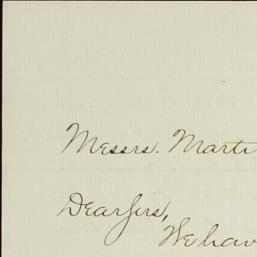 Messrs. Marti
Dear Sirs,
We hav